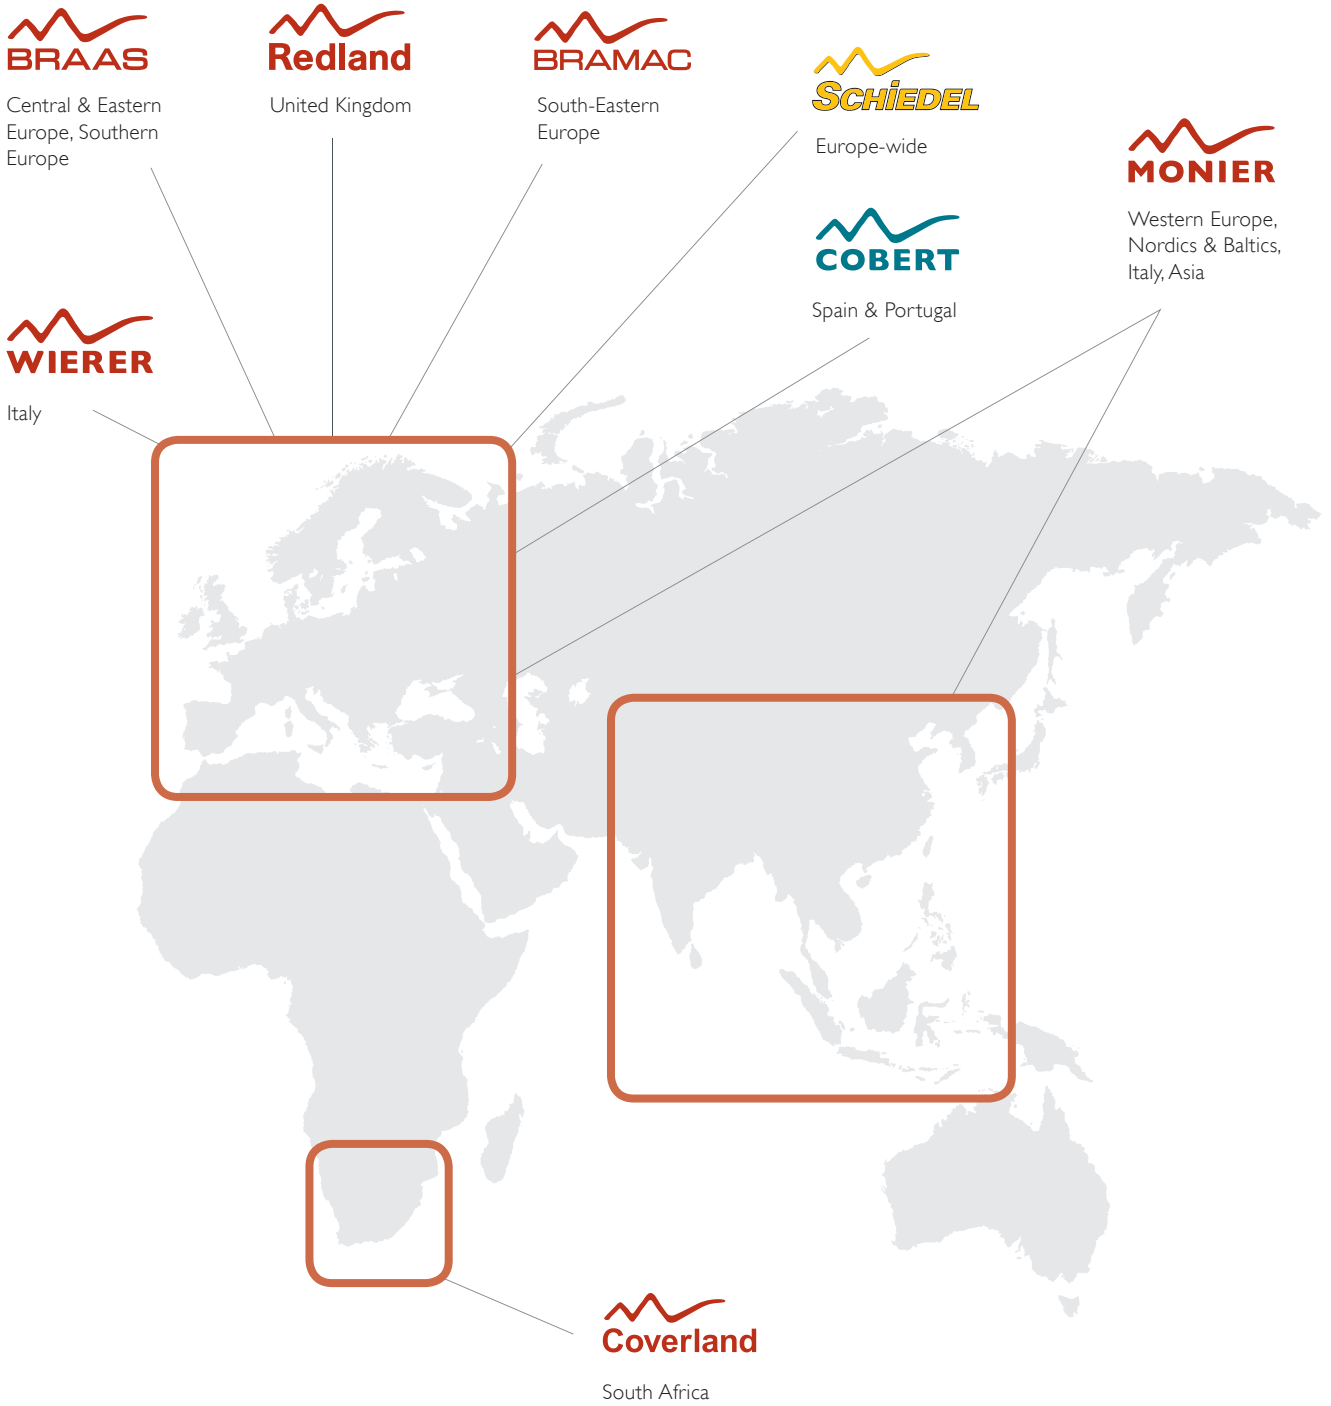 BRAAS
Central & Eastern
Europe, Southern
Europe
Redland
United Kingdom
BRAMAC
South-Eastern
Europe
SCHiEDEL
Europe-wide
MONIER
Western Europe,
Nordics & Baltics,
Italy, Asia
COBERT
Spain & Portugal
WIERER
Italy
Coverland
South Africa